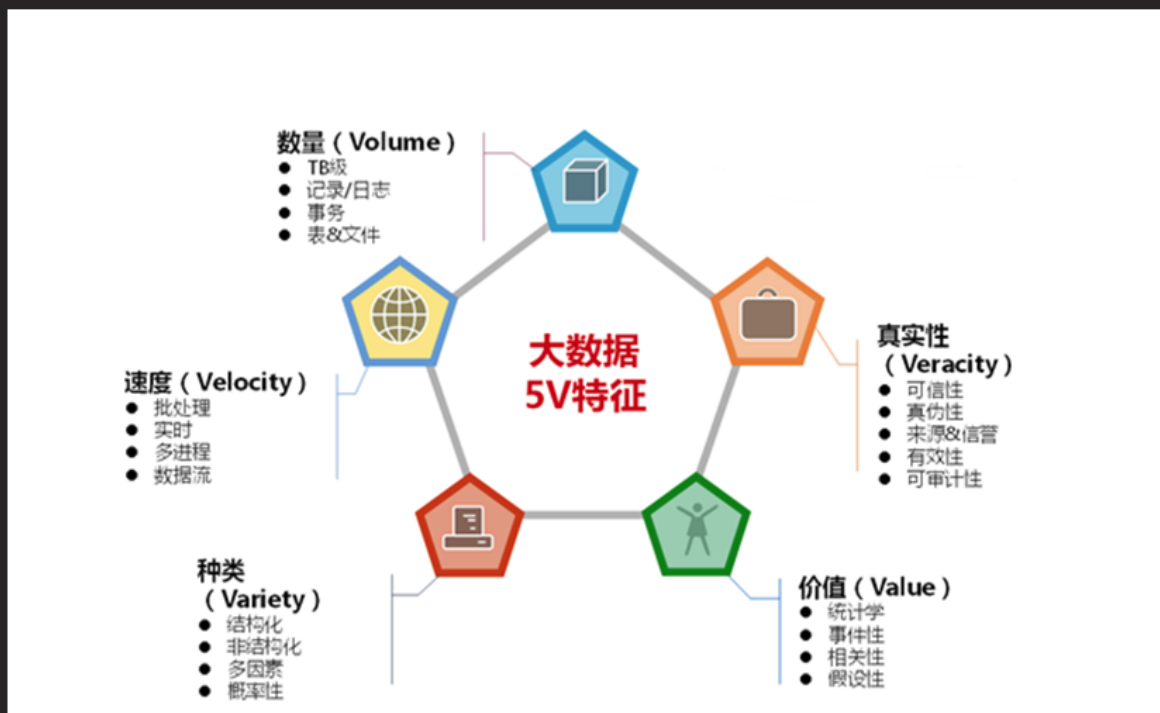 数量（Volume）
● TB级
● 记录/日志
● 事务
● 表&文件
大数据
5V特征
真实性
（Veracity）
● 可信性
● 真伪性
● 来源&信誉
● 有效性
● 可审计性
速度（Velocity）
● 批处理
● 实时
● 多进程
● 数据流
种类
（Variety）
● 结构化
● 非结构化
● 多因素
● 概率性
价值（Value）
● 统计学
● 事件性
● 相关性
● 假设性